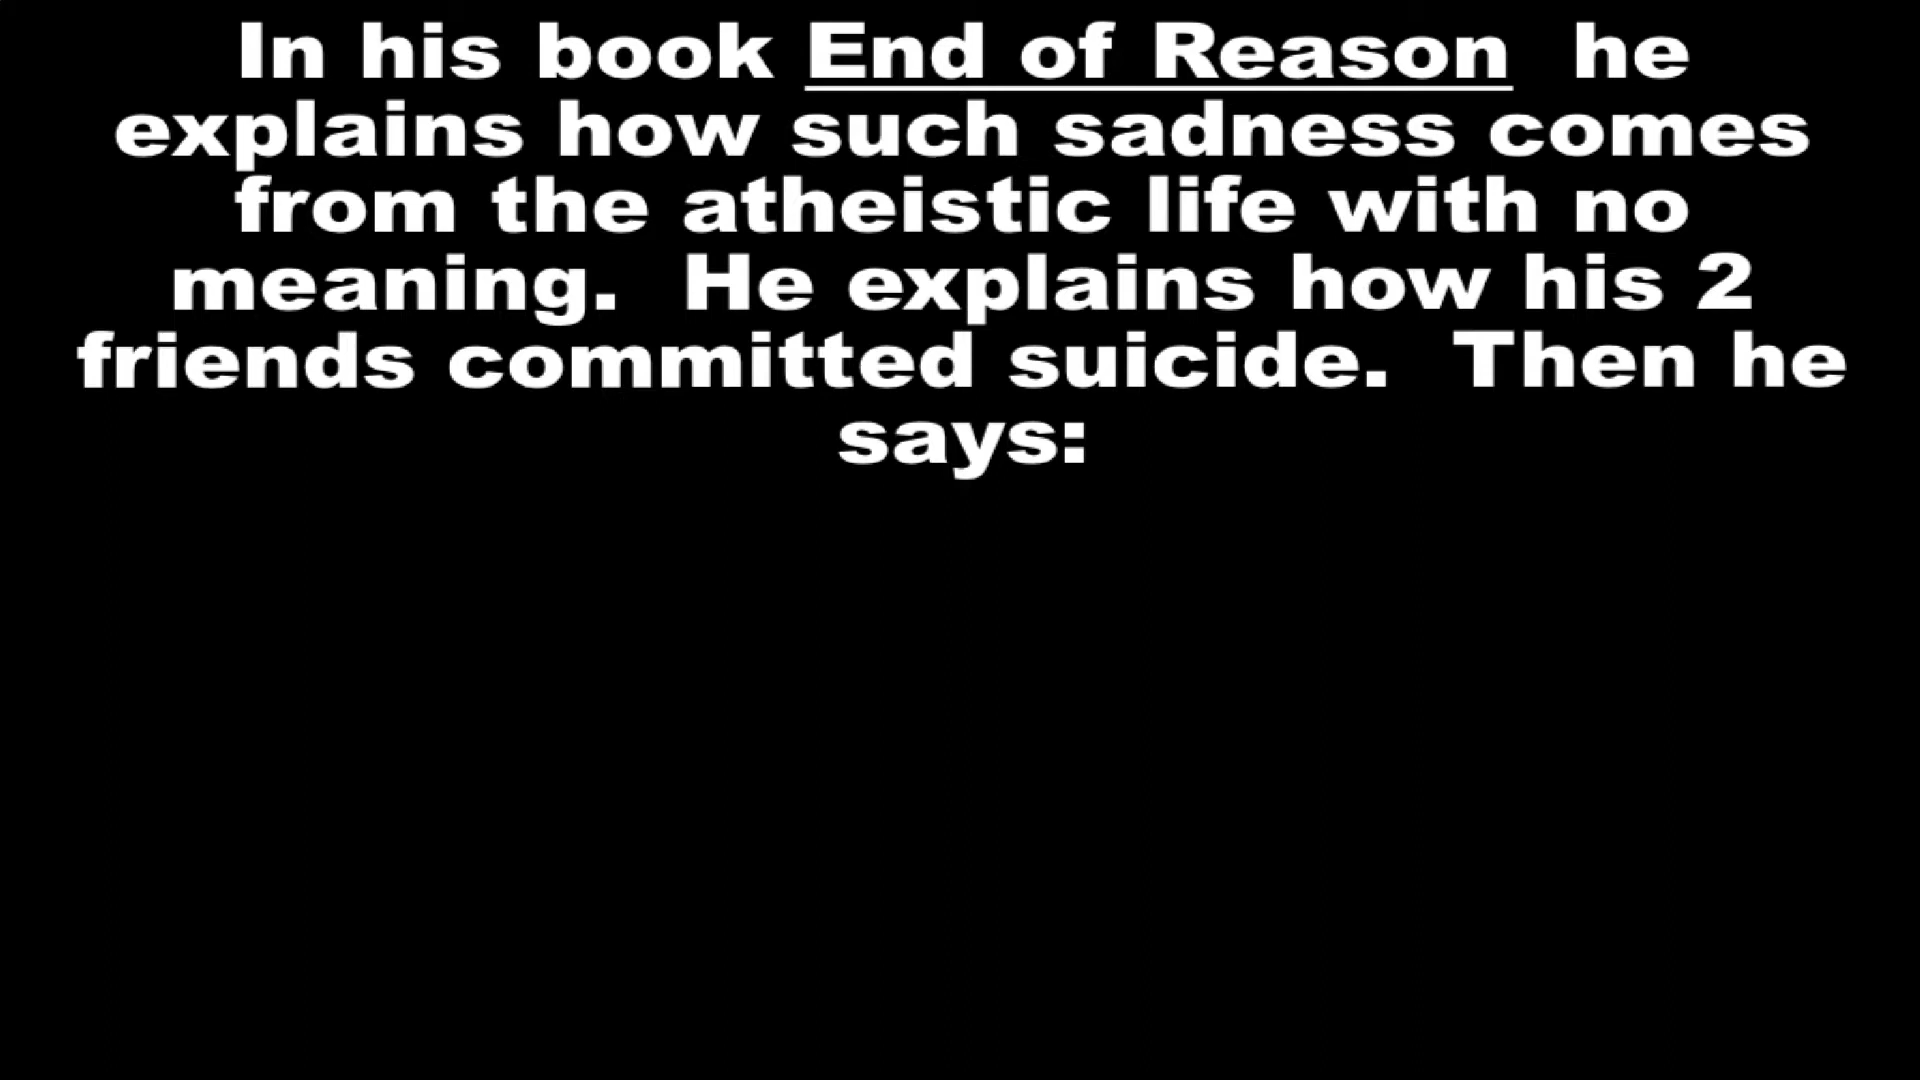 In his book End of Reason  he
explains how such sadness comes
from the atheistic life with no
meaning.  He explains how his 2
friends committed suicide.  Then he
says: